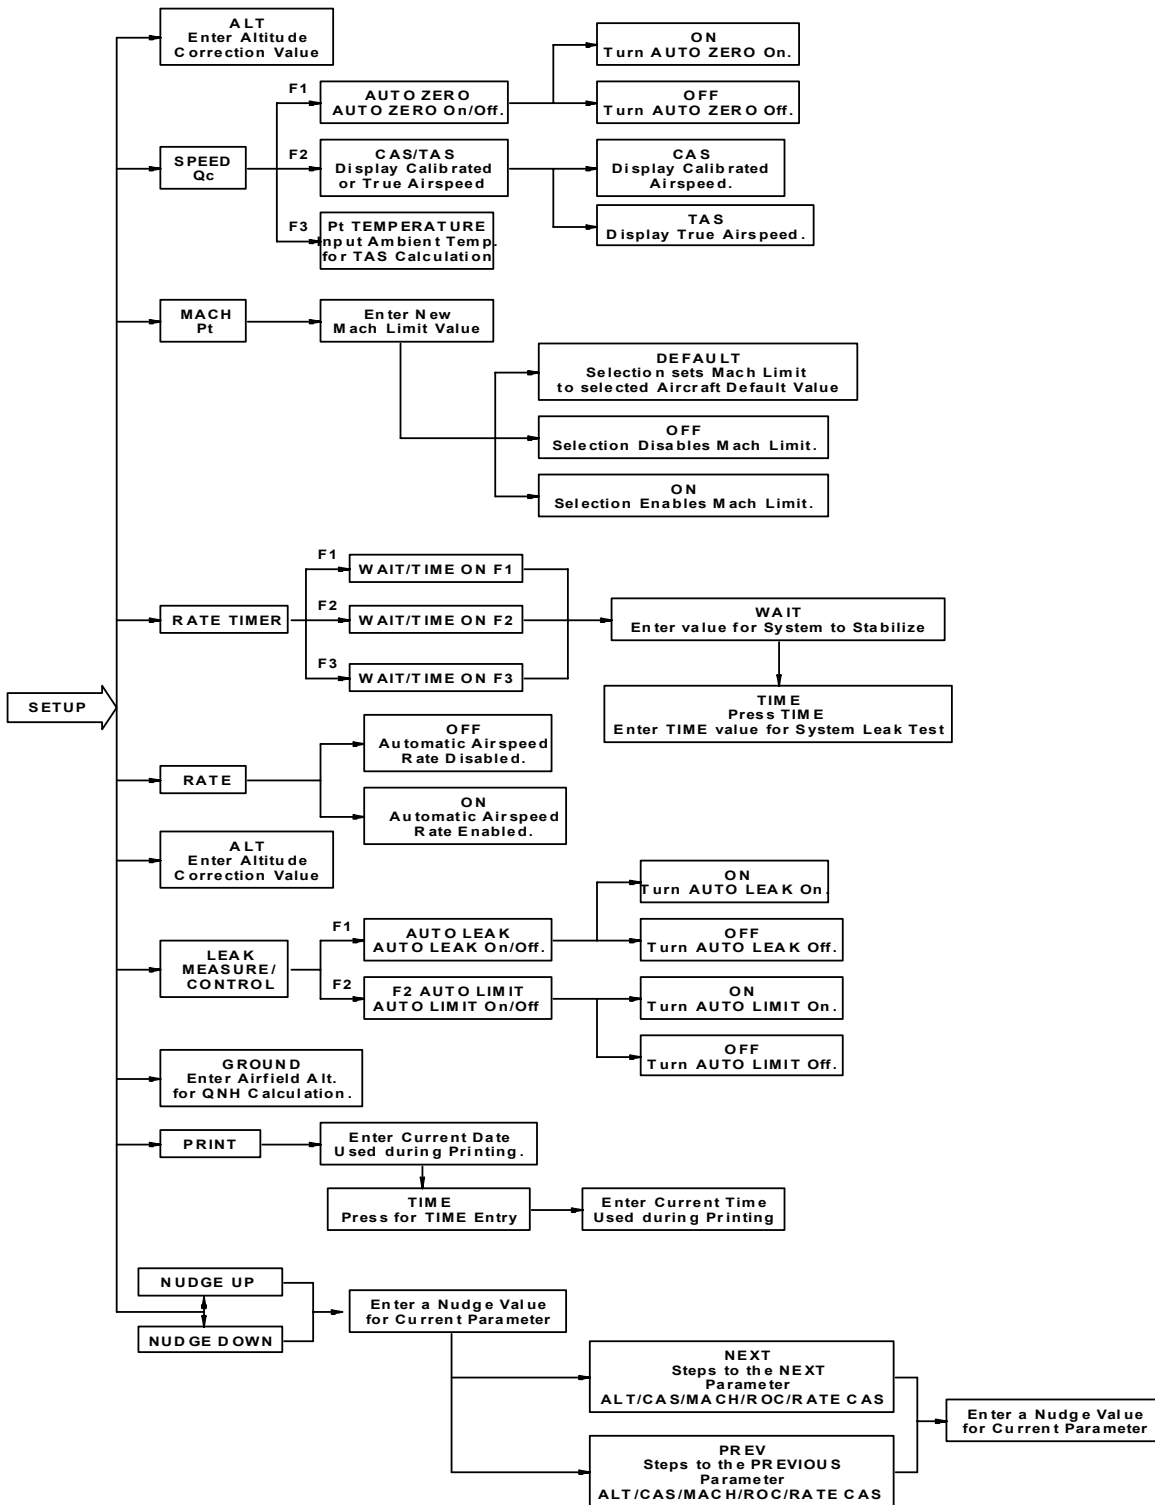 ALT
Enter Altitude
Correction Value
ON
Turn AUTO ZERO On.
F1
AUTO ZERO
AUTO ZERO On/Off.
OFF
Turn AUTO ZERO Off.
SPEED
Qc
F2
CAS/TAS
Display Calibrated
or True Airspeed
CAS
Display Calibrated
Airspeed.
TAS
Display True Airspeed.
F3
Pt TEMPERATURE
Input Ambient Temp.
for TAS Calculation
MACH
Pt
Enter New
Mach Limit Value
DEFAULT
Selection sets Mach Limit
to selected Aircraft Default Value
OFF
Selection Disables Mach Limit.
ON
Selection Enables Mach Limit.
RATE TIMER
F1
WAIT/TIME ON F1
F2
WAIT/TIME ON F2
F3
WAIT/TIME ON F3
WAIT
Enter value for System to Stabilize
TIME
Press TIME
Enter TIME value for System Leak Test
SETUP
RATE
OFF
Automatic Airspeed
Rate Disabled.
ON
Automatic Airspeed
Rate Enabled.
ALT
Enter Altitude
Correction Value
LEAK
MEASURE/
CONTROL
F1
AUTO LEAK
AUTO LEAK On/Off.
ON
Turn AUTO LEAK On.
OFF
Turn AUTO LEAK Off.
F2
F2 AUTO LIMIT
AUTO LIMIT On/Off
ON
Turn AUTO LIMIT On.
OFF
Turn AUTO LIMIT Off.
GROUND
Enter Airfield Alt.
for QNH Calculation.
PRINT
Enter Current Date
Used during Printing.
TIME
Press for TIME Entry
Enter Current Time
Used during Printing
NUDGE UP
NUDGE DOWN
Enter a Nudge Value
for Current Parameter
NEXT
Steps to the NEXT
Parameter
ALT/CAS/MACH/ROC/RATE CAS
PREV
Steps to the PREVIOUS
Parameter
ALT/CAS/MACH/ROC/RATE CAS
Enter a Nudge Value
for Current Parameter